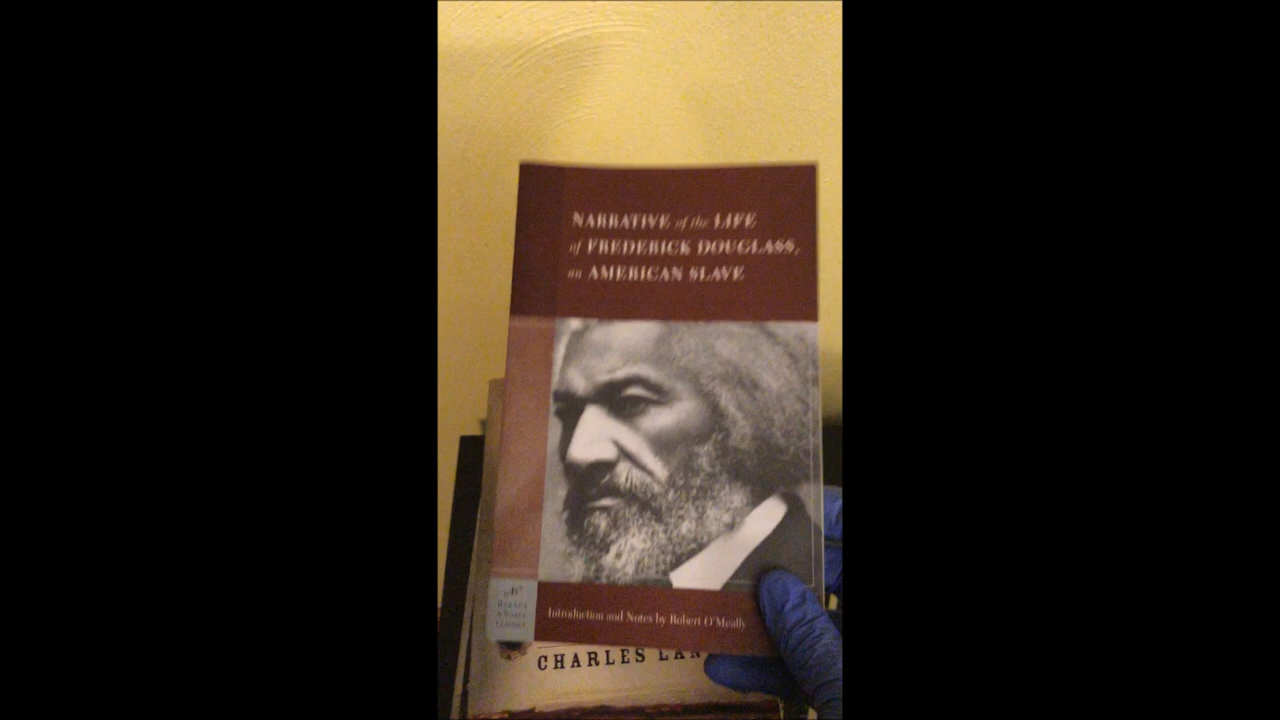 NARRATIVE of the LIFE
of FREDERICK DOUGLASS,
an AMERICAN SLAVE
BARNES
& NOBLE
CLASSICS
Introduction and Notes by Robert O'Meally
CHARLES LAN